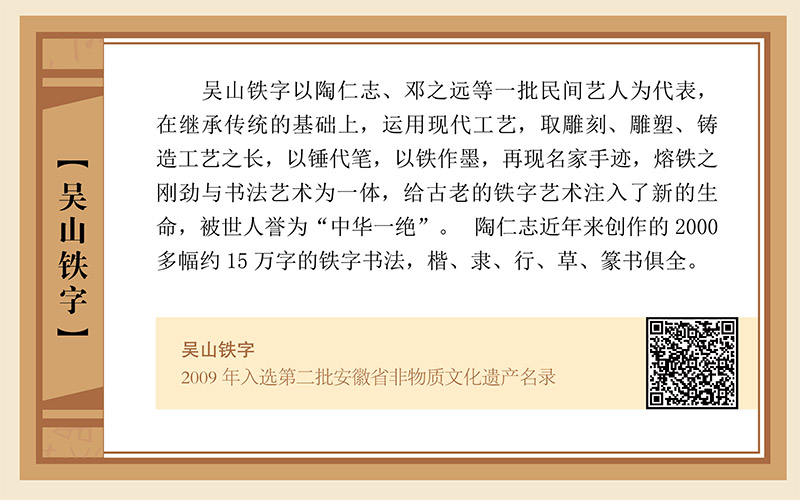 【吴山铁字】
吴山铁字以陶仁志、邓之远等一批民间艺人为代表，
在继承传统的基础上，运用现代工艺，取雕刻、雕塑、铸
造工艺之长，以锤代笔，以铁作墨，再现名家手迹，熔铁之
刚劲与书法艺术为一体，给古老的铁字艺术注入了新的生
命，被世人誉为“中华一绝”。 陶仁志近年来创作的 2000
多幅约 15 万字的铁字书法，楷、隶、行、草、篆书俱全。
吴山铁字
2009 年入选第二批安徽省非物质文化遗产名录